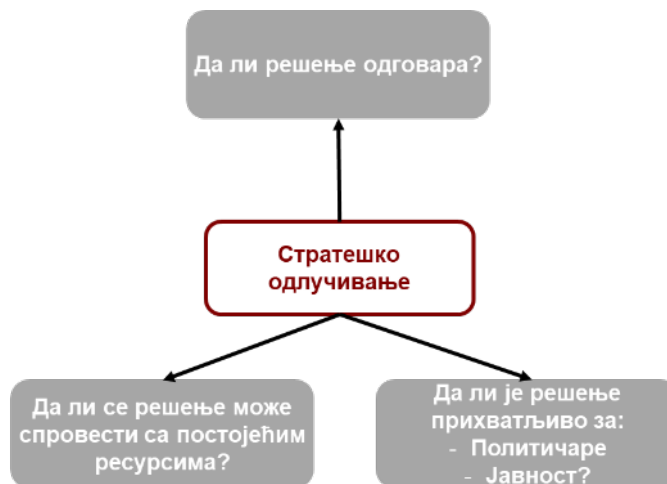 Да ли решење одговара?
Стратешко
одлучивање
Да ли се решење може
спровести са постојећим
ресурсима?
Да ли је решење
прихватљиво за:
- Политичаре
- Јавност?